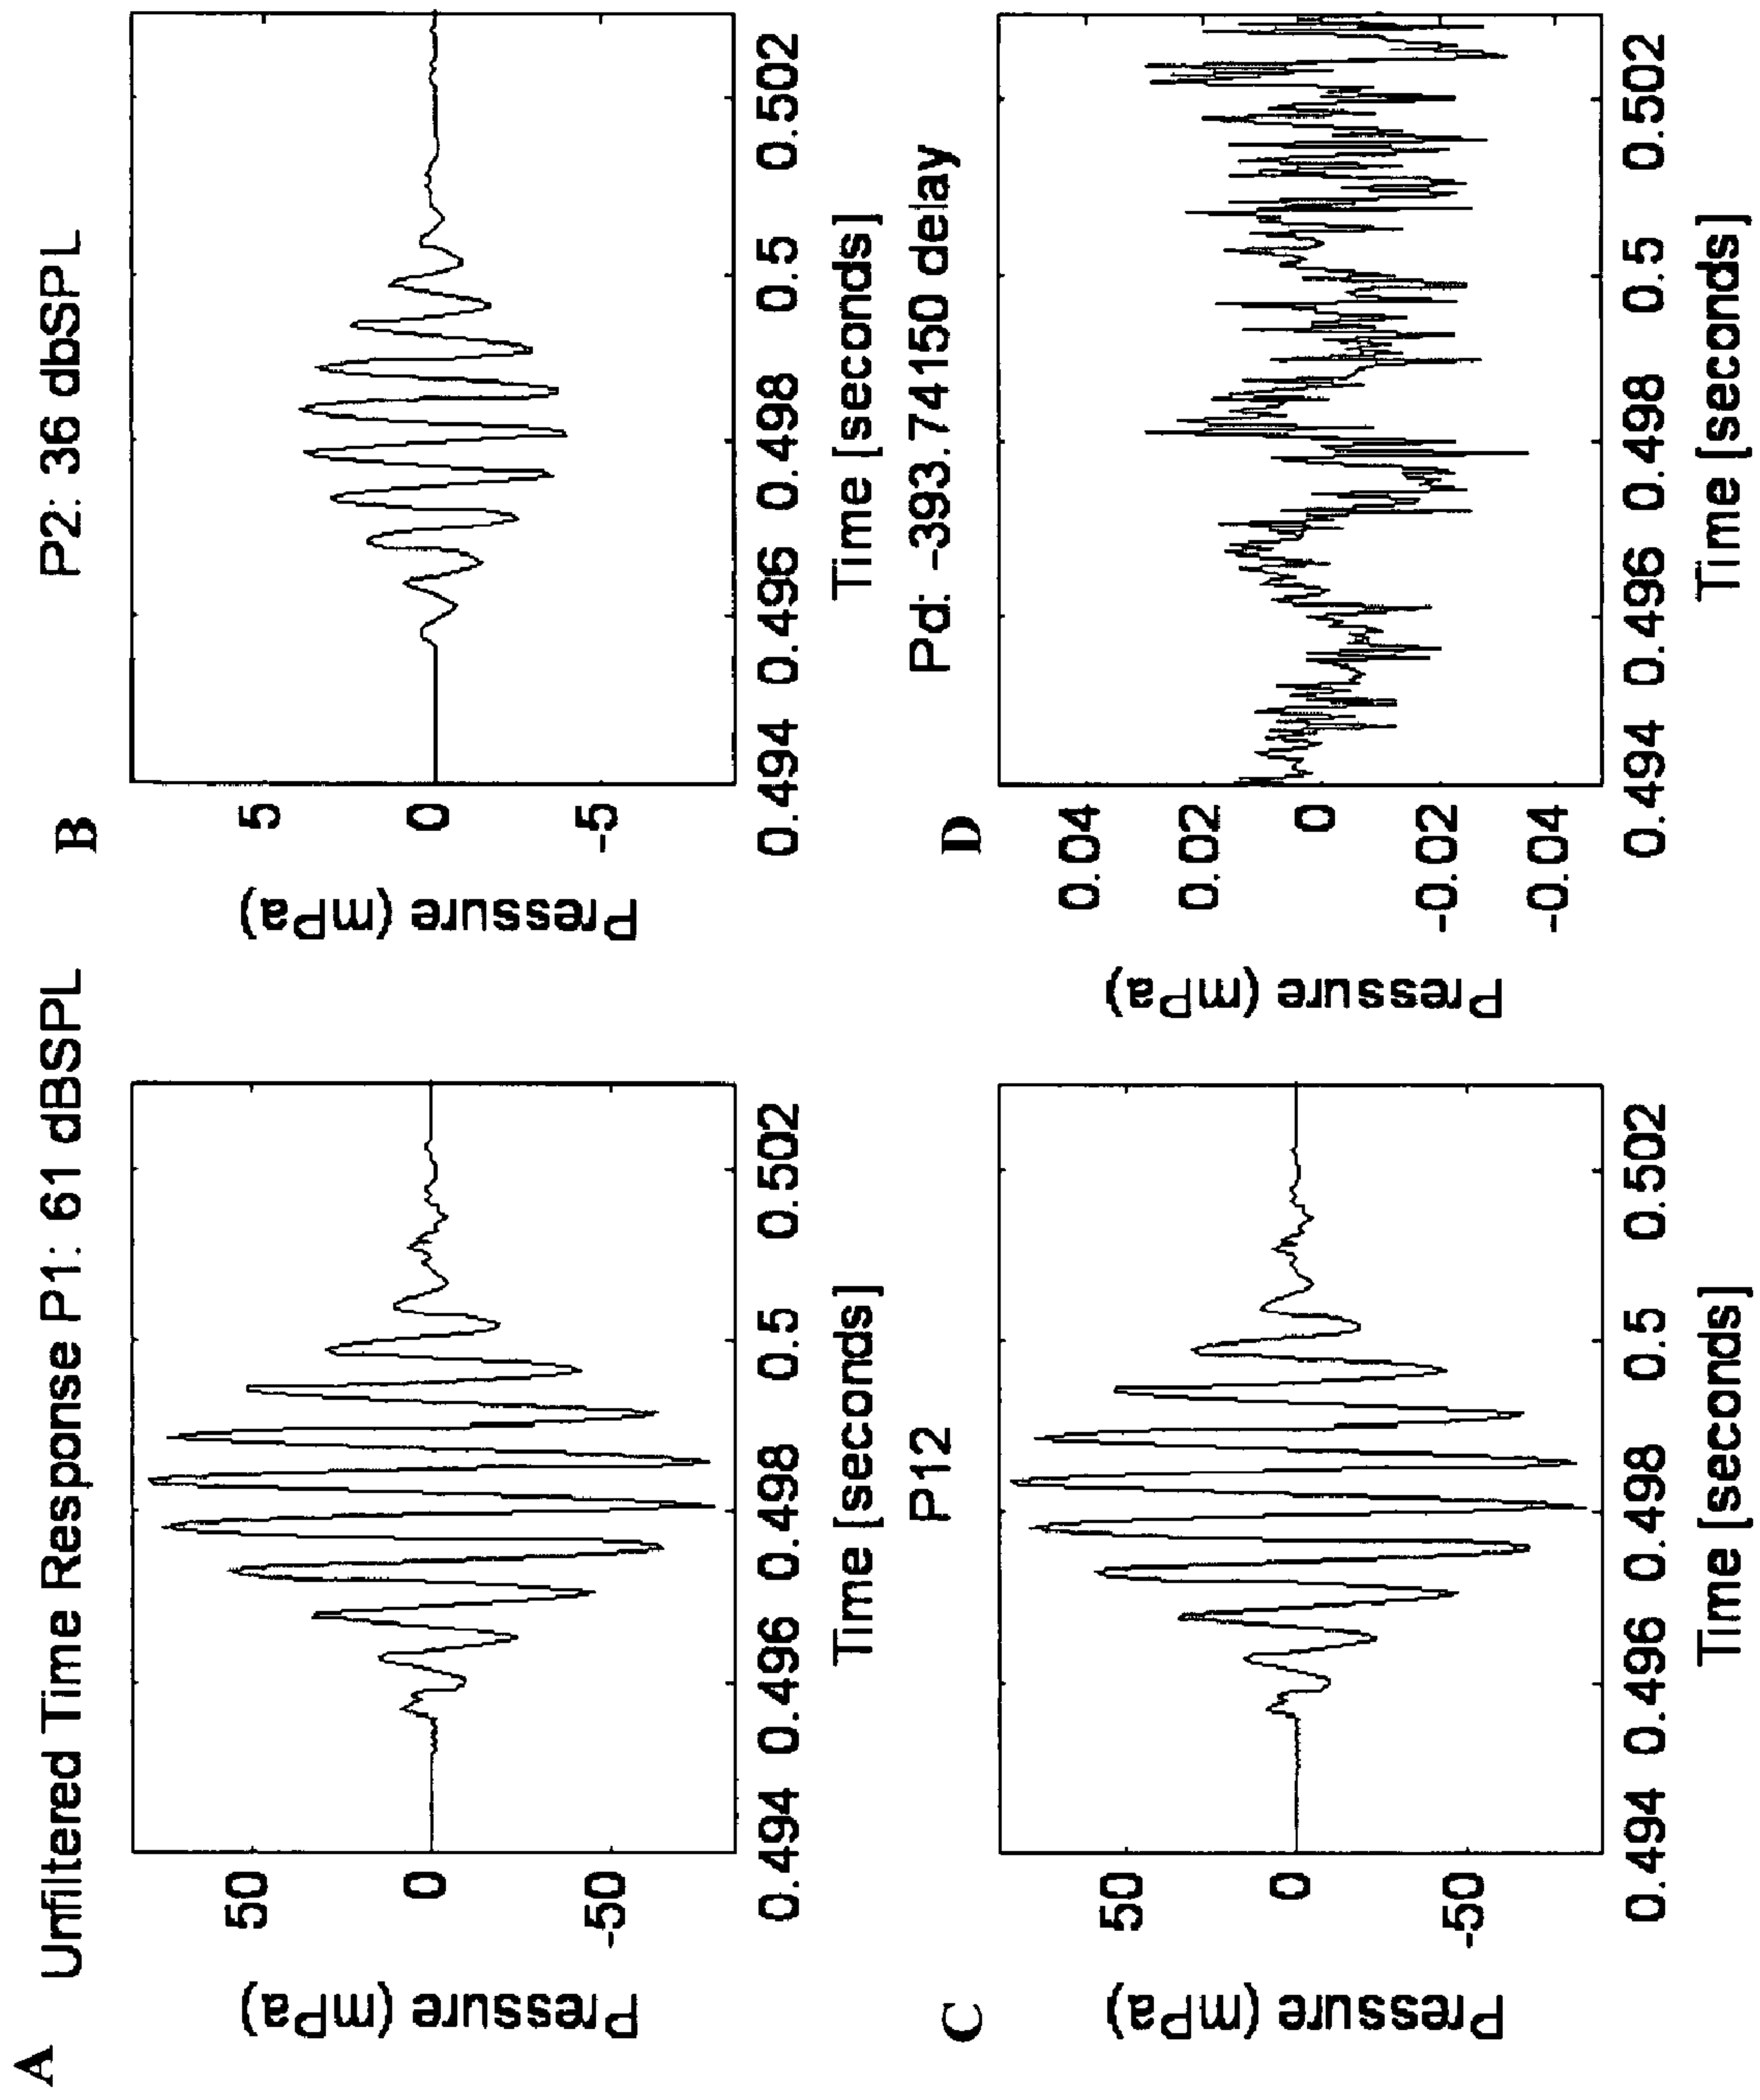 A
Unfiltered Time Response P1: 61 dBSPL
Pressure (mPa)
50
0
-50
0.494 0.496 0.498 0.5 0.502
Time [seconds]
B
P2: 36 dbSPL
Pressure (mPa)
5
0
-5
0.494 0.496 0.498 0.5 0.502
Time [seconds]
C
P12
Pressure (mPa)
50
0
-50
0.494 0.496 0.498 0.5 0.502
Time [seconds]
D
Pd: -393.74150 delay
Pressure (mPa)
0.04
0.02
0
-0.02
-0.04
0.494 0.496 0.498 0.5 0.502
Time [seconds]